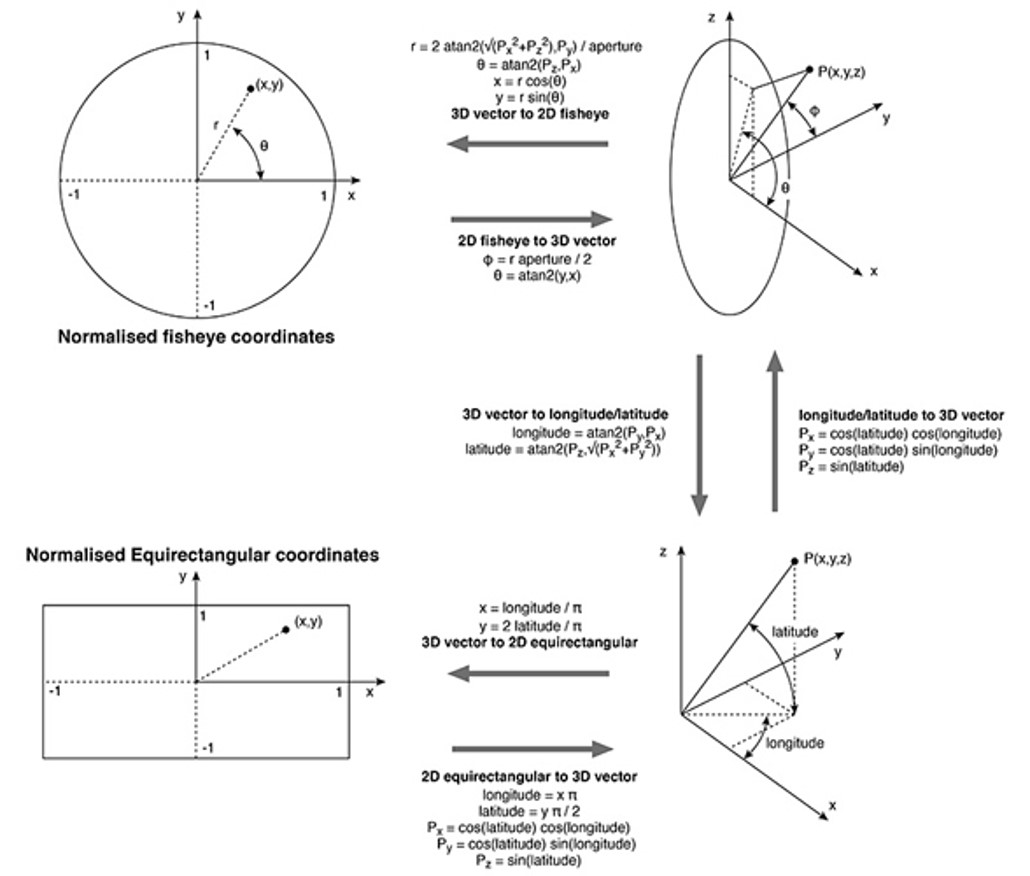 y
1
(x,y)
r
θ
-1
1
x
-1
Normalised fisheye coordinates
r = 2 atan2(√(Px²+Pz²),Py) / aperture
θ = atan2(Pz,Px)
x = r cos(θ)
y = r sin(θ)
3D vector to 2D fisheye
2D fisheye to 3D vector
ϕ = r aperture / 2
θ = atan2(y,x)
z
P(x,y,z)
ϕ
y
θ
x
3D vector to longitude/latitude
longitude = atan2(Py,Px)
latitude = atan2(Pz,√(Px²+Py²))
longitude/latitude to 3D vector
Px = cos(latitude) cos(longitude)
Py = cos(latitude) sin(longitude)
Pz = sin(latitude)
Normalised Equirectangular coordinates
y
1
(x,y)
-1
1
x
-1
x = longitude / π
y = 2 latitude / π
3D vector to 2D equirectangular
2D equirectangular to 3D vector
longitude = x π
latitude = y π / 2
Px = cos(latitude) cos(longitude)
Py = cos(latitude) sin(longitude)
Pz = sin(latitude)
z
P(x,y,z)
latitude
y
longitude
x